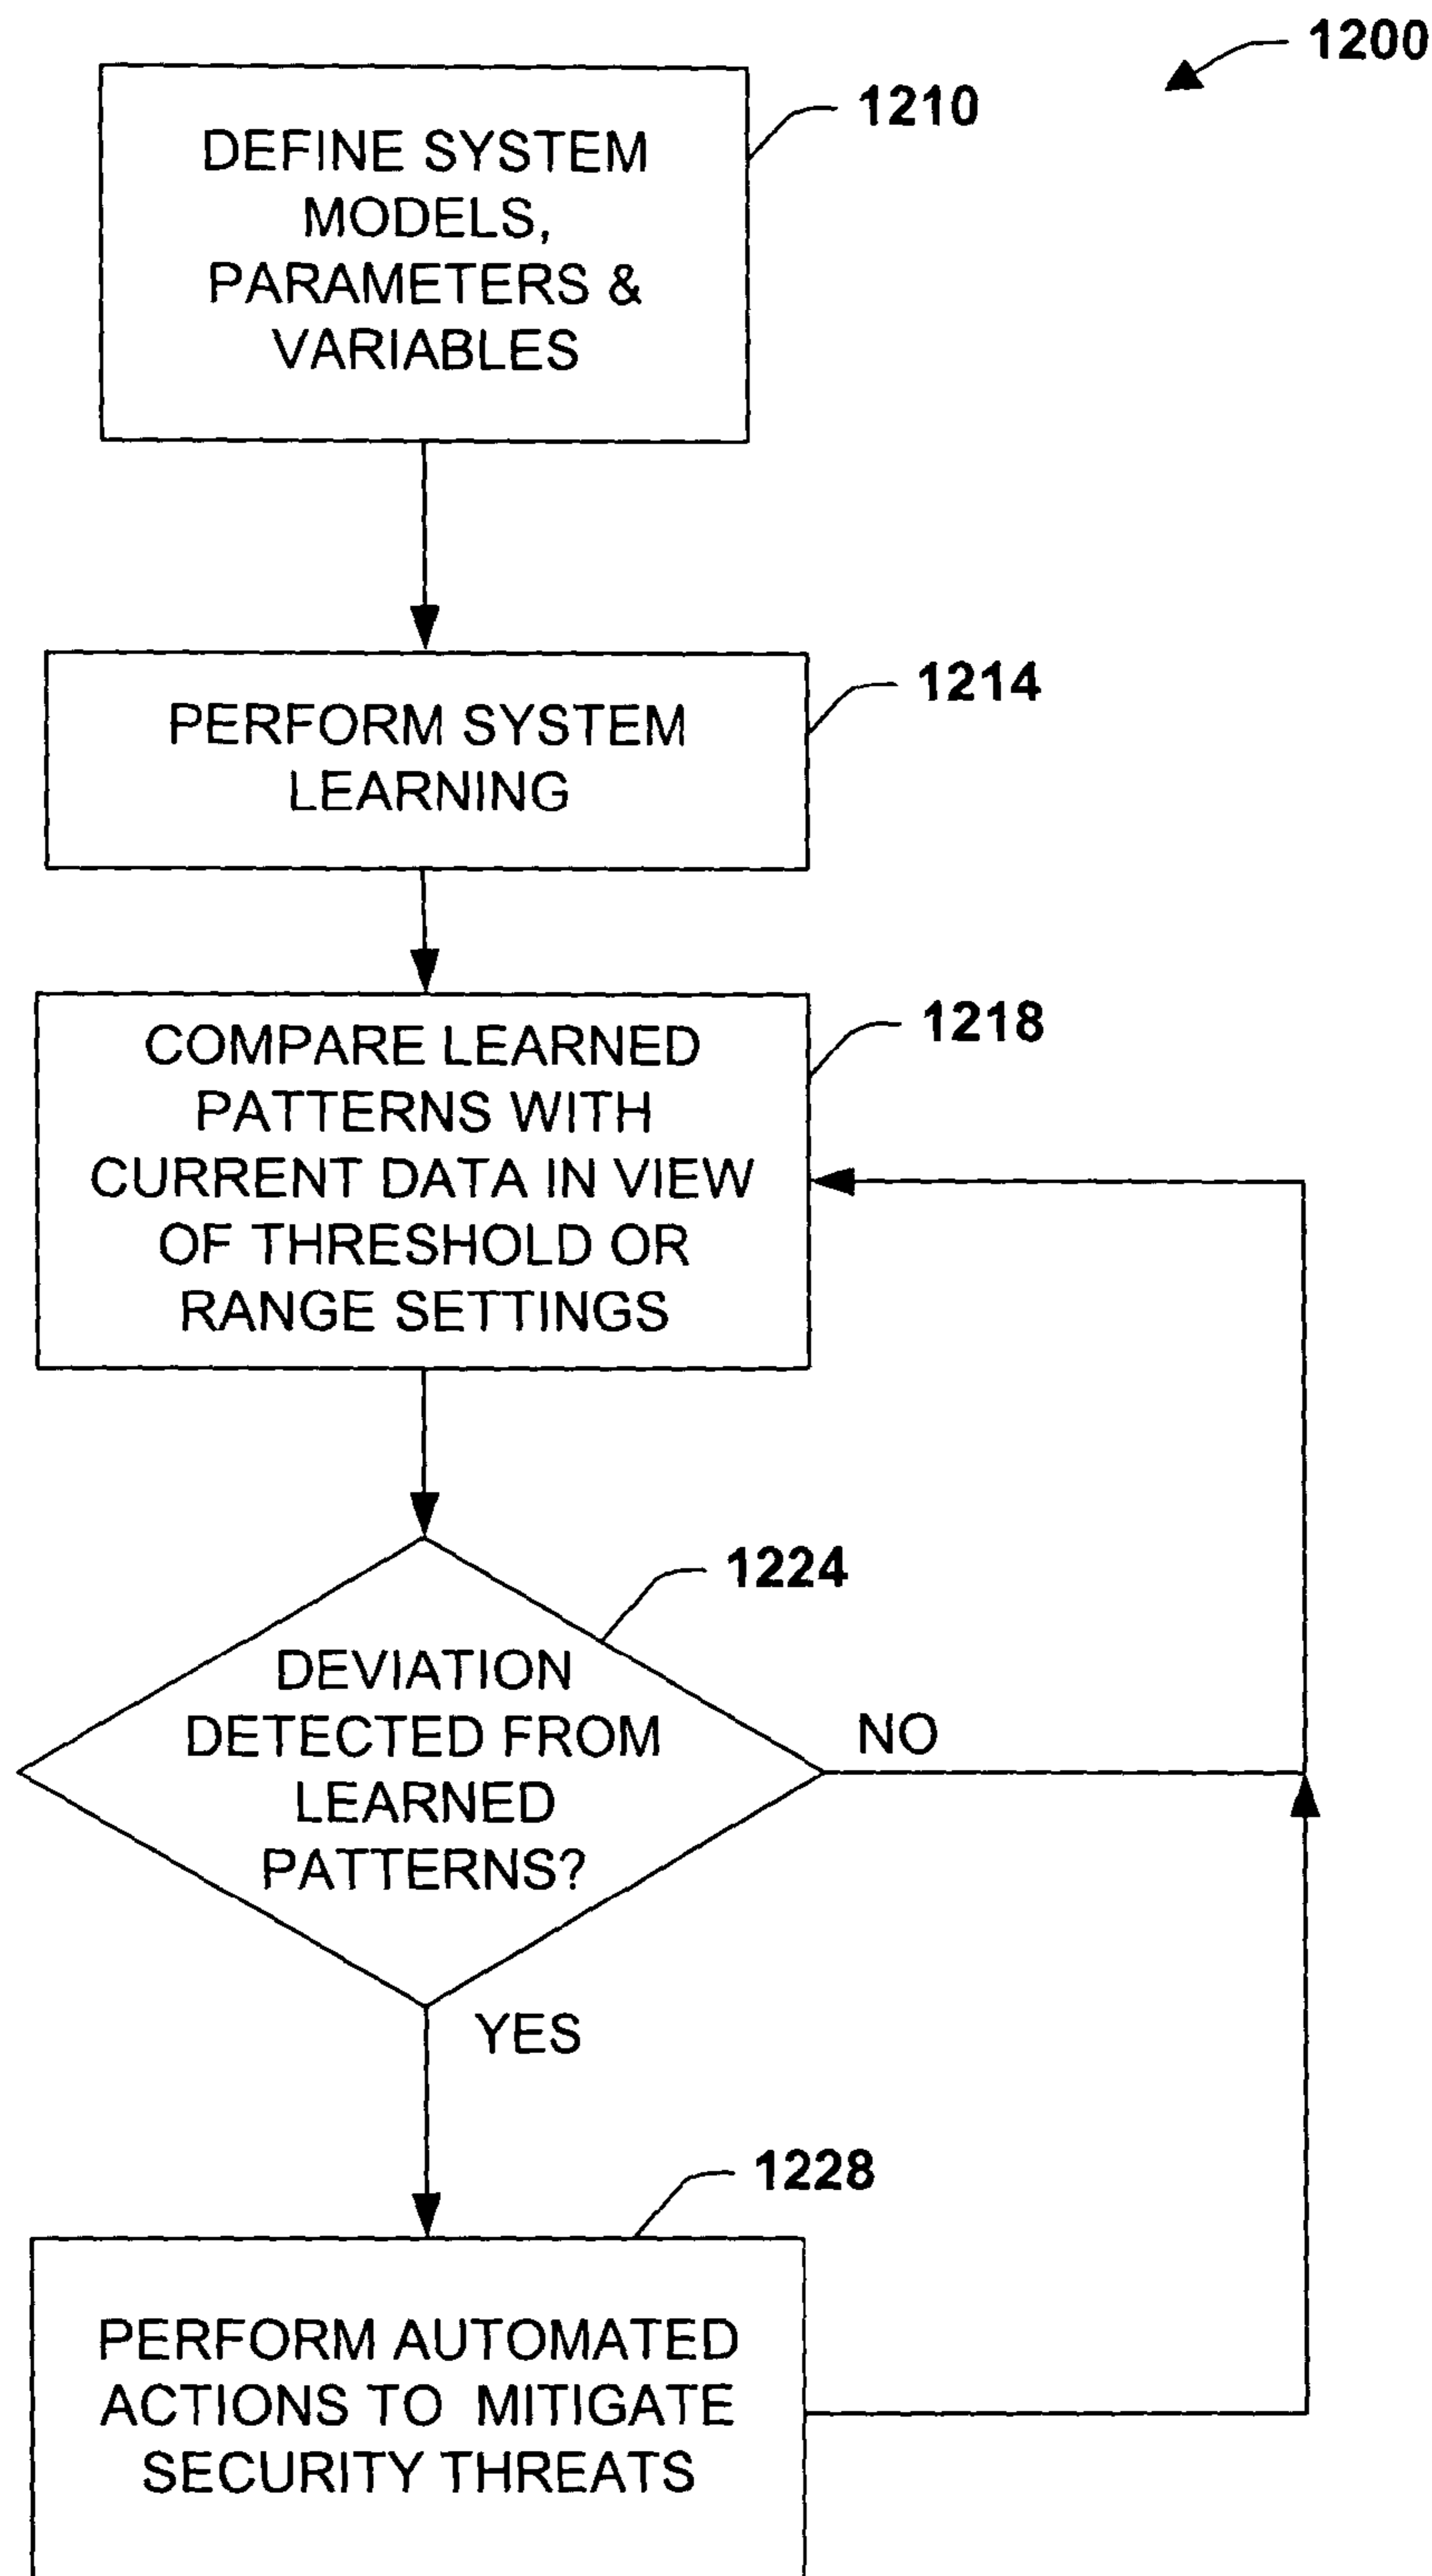 1200
1210
DEFINE SYSTEM
MODELS,
PARAMETERS &
VARIABLES
1214
PERFORM SYSTEM
LEARNING
1218
COMPARE LEARNED
PATTERNS WITH
CURRENT DATA IN VIEW
OF THRESHOLD OR
RANGE SETTINGS
1224
DEVIATION
DETECTED FROM
LEARNED
PATTERNS?
NO
YES
1228
PERFORM AUTOMATED
ACTIONS TO MITIGATE
SECURITY THREATS